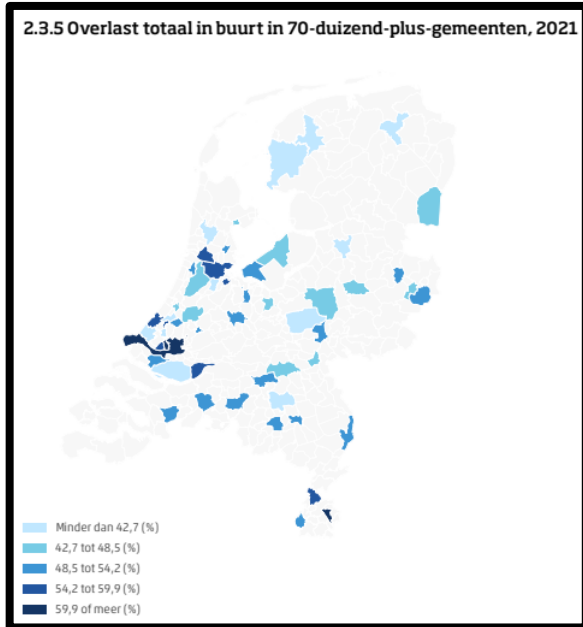 2.3.5 Overlast totaal in buurt in 70-duizend-plus-gemeenten, 2021
Minder dan 42,7 (%)
42,7 tot 48,5 (%)
48,5 tot 54,2 (%)
54,2 tot 59,9 (%)
59,9 of meer (%)